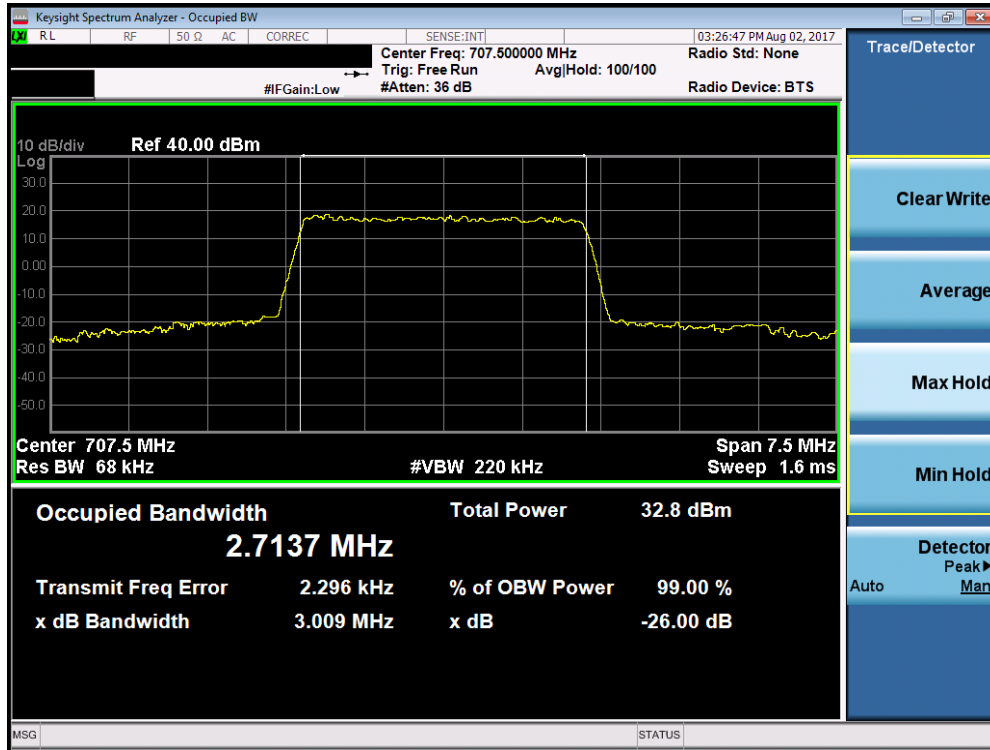 Keysight Spectrum Analyzer - Occupied BW
LXI RL RF 50 Ω AC CORREC SENSE:INT 03:26:47 PM Aug 02, 2017
Center Freq: 707.500000 MHz Radio Std: None
Trig: Free Run Avg|Hold: 100/100
#IFGain:Low #Atten: 36 dB Radio Device: BTS
10 dB/div Ref 40.00 dBm
Log
30.0
20.0
10.0
0.00
-10.0
-20.0
-30.0
-40.0
-50.0
Center 707.5 MHz Span 7.5 MHz
Res BW 68 kHz #VBW 220 kHz Sweep 1.6 ms
Occupied Bandwidth Total Power 32.8 dBm
2.7137 MHz
Transmit Freq Error 2.296 kHz % of OBW Power 99.00 %
x dB Bandwidth 3.009 MHz x dB -26.00 dB
MSG STATUS
Trace/Detector
Clear Write
Average
Max Hold
Min Hold
Detector
Peak▶
Auto Man